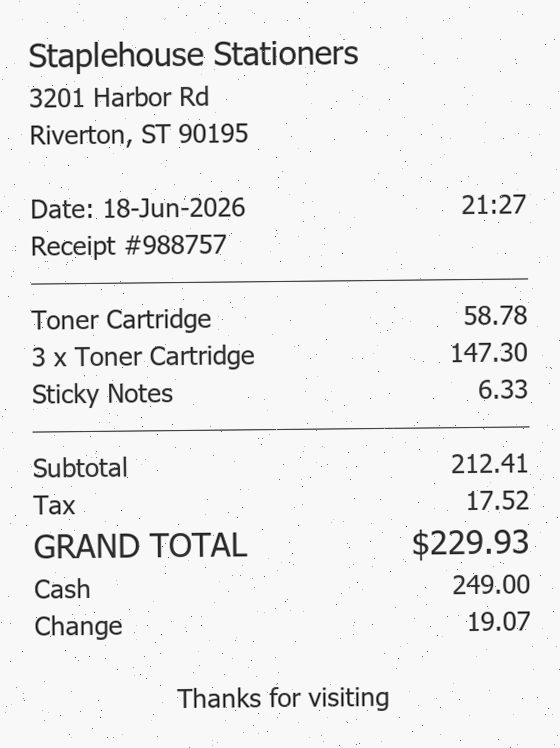 Staplehouse Stationers
3201 Harbor Rd
Riverton, ST 90195
Date: 18-Jun-2026 21:27
Receipt #988757
Toner Cartridge 58.78
3 x Toner Cartridge 147.30
Sticky Notes 6.33
Subtotal 212.41
Tax 17.52
GRAND TOTAL $229.93
Cash 249.00
Change 19.07
Thanks for visiting